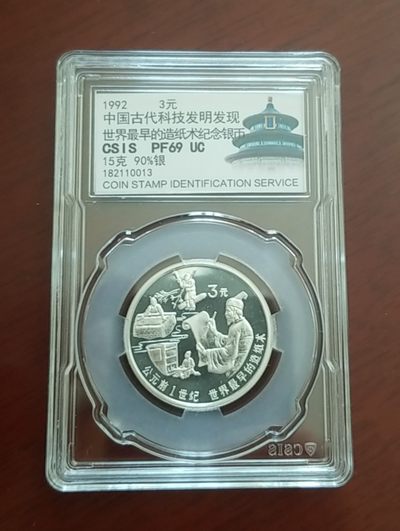 1992 3元
中国古代科技发明发现
世界最早的造纸术纪念银币
CSIS PF69 UC
15克 90%银
182110013
COIN STAMP IDENTIFICATION SERVICE
3元
公元前1世纪 世界最早的造纸术
CSIS